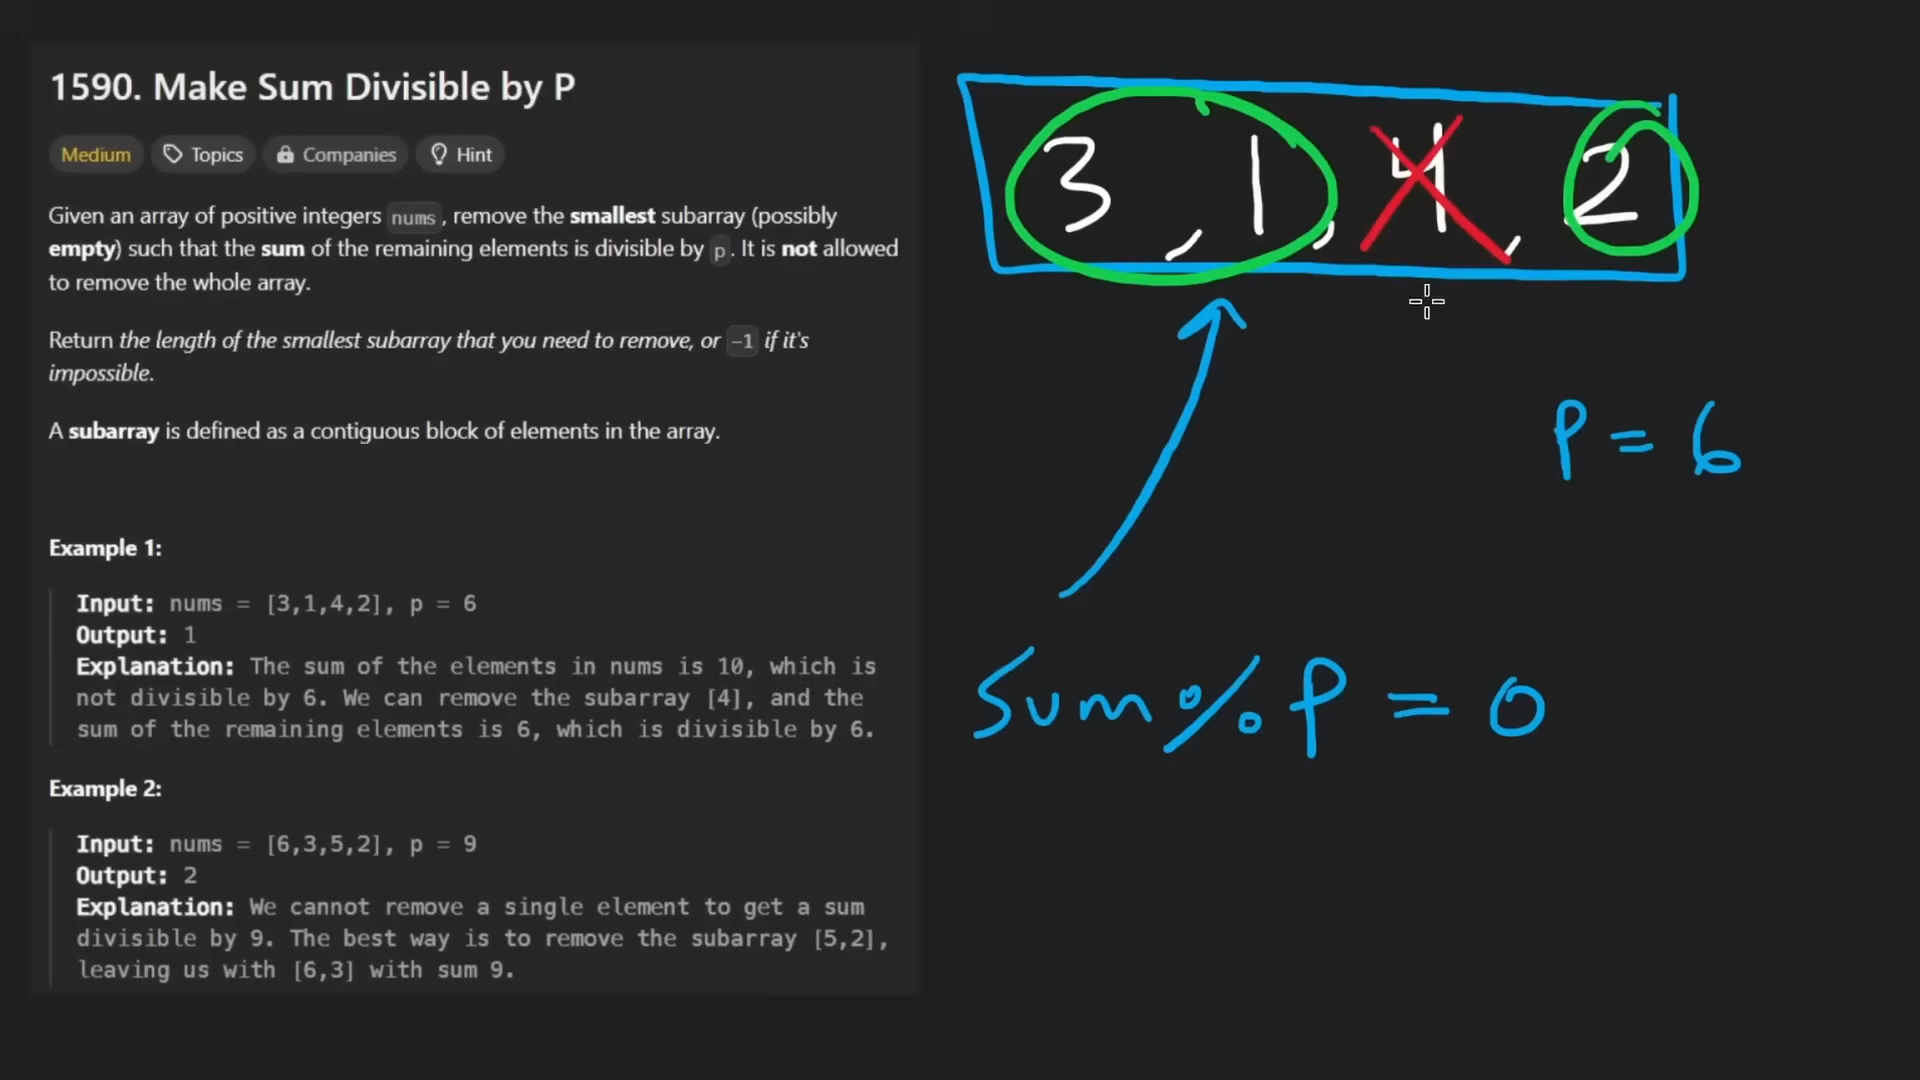 1590. Make Sum Divisible by P
Medium Topics Companies Hint
Given an array of positive integers nums, remove the smallest subarray (possibly
empty) such that the sum of the remaining elements is divisible by p. It is not allowed
to remove the whole array.
Return the length of the smallest subarray that you need to remove, or -1 if it's
impossible.
A subarray is defined as a contiguous block of elements in the array.
Example 1:
Input: nums = [3,1,4,2], p = 6
Output: 1
Explanation: The sum of the elements in nums is 10, which is
not divisible by 6. We can remove the subarray [4], and the
sum of the remaining elements is 6, which is divisible by 6.
Example 2:
Input: nums = [6,3,5,2], p = 9
Output: 2
Explanation: We cannot remove a single element to get a sum
divisible by 9. The best way is to remove the subarray [5,2],
leaving us with [6,3] with sum 9.
3, 1, 4, 2
P = 6
Sum % P = 0